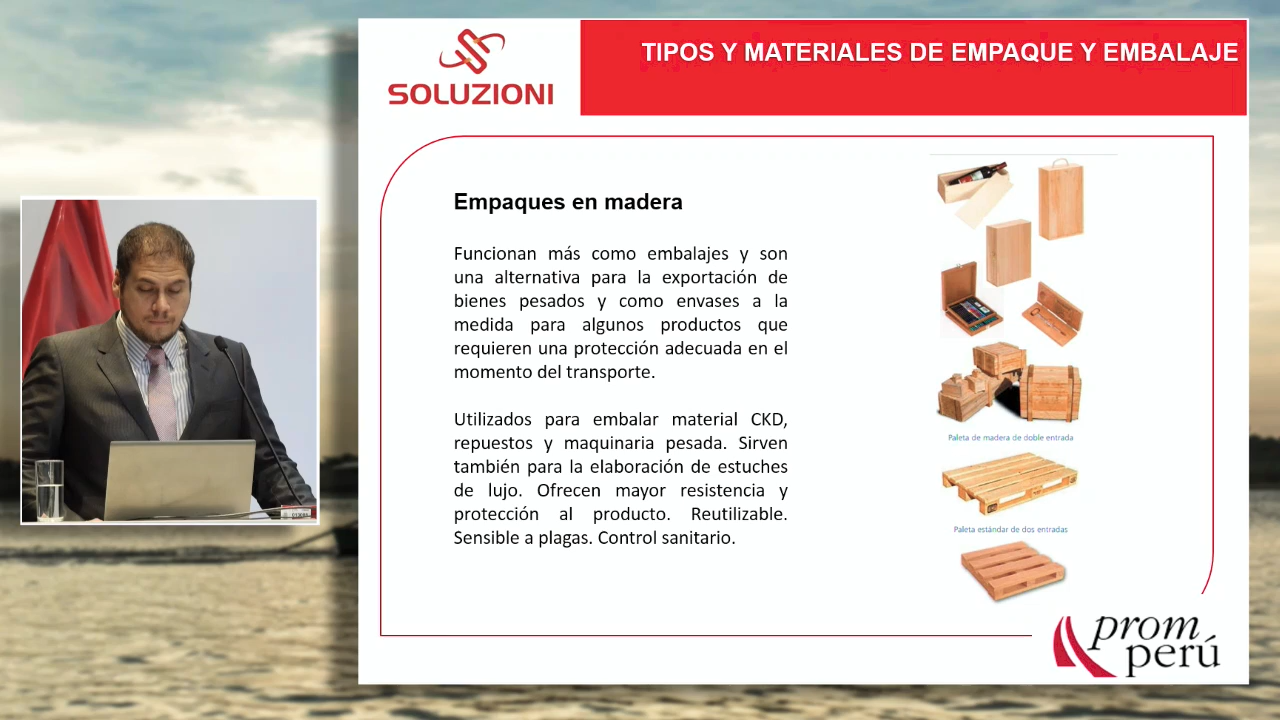 SOLUZIONI
TIPOS Y MATERIALES DE EMPAQUE Y EMBALAJE
Empaques en madera
Funcionan más como embalajes y son
una alternativa para la exportación de
bienes pesados y como envases a la
medida para algunos productos que
requieren una protección adecuada en el
momento del transporte.
Utilizados para embalar material CKD,
repuestos y maquinaria pesada. Sirven
también para la elaboración de estuches
de lujo. Ofrecen mayor resistencia y
protección al producto. Reutilizable.
Sensible a plagas. Control sanitario.
Paleta de madera de doble entrada
Paleta estándar de dos entradas
prom
perú